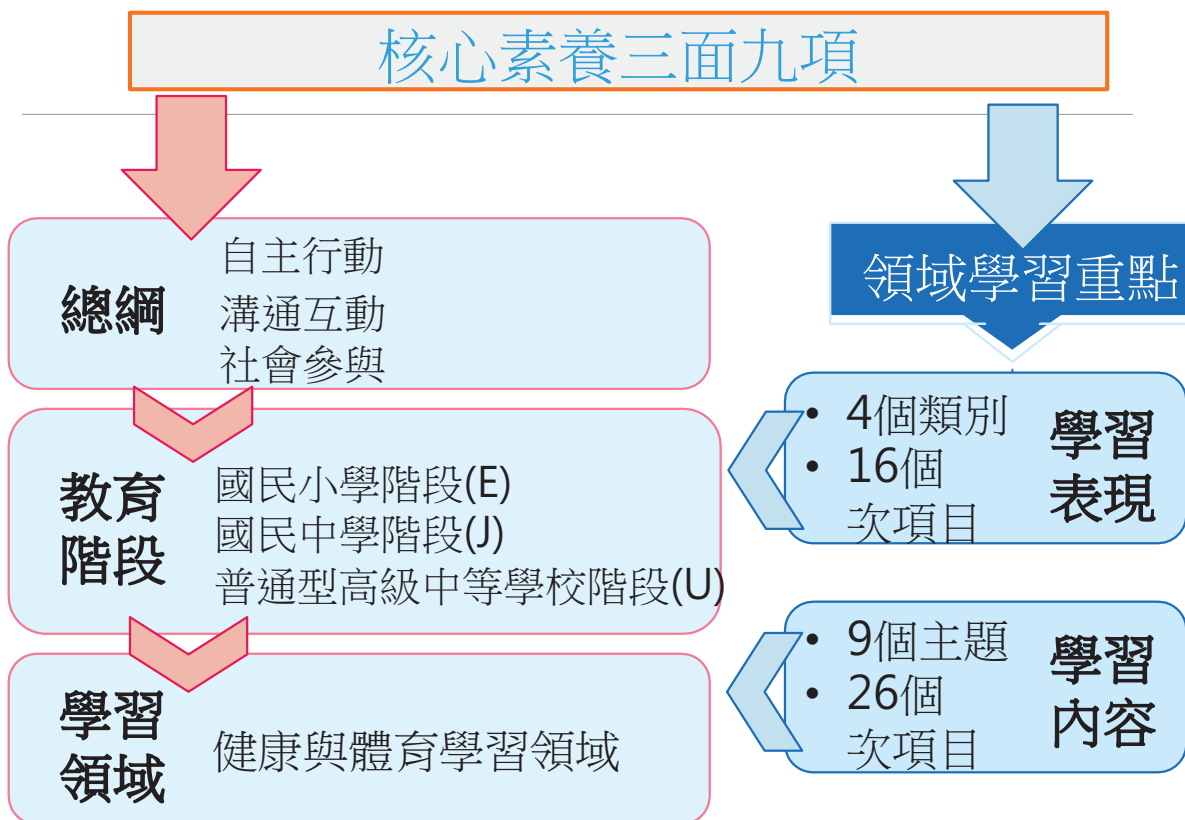 核心素養三面九項
總綱
自主行動
溝通互動
社會參與
教育
階段
國民小學階段(E)
國民中學階段(J)
普通型高級中等學校階段(U)
學習
領域
健康與體育學習領域
領域學習重點
• 4個類別
• 16個
次項目
學習
表現
• 9個主題
• 26個
次項目
學習
內容